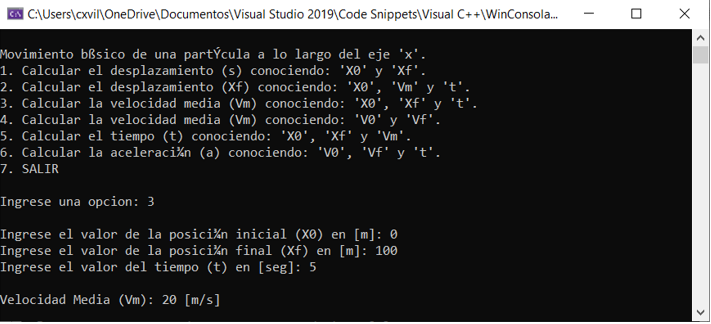 C:\Users\cxvil\OneDrive\Documentos\Visual Studio 2019\Code Snippets\Visual C++\WinConsola...
Movimiento bßsico de una partÝcula a lo largo del eje 'x'.
1. Calcular el desplazamiento (s) conociendo: 'X0' y 'Xf'.
2. Calcular el desplazamiento (Xf) conociendo: 'X0', 'Vm' y 't'.
3. Calcular la velocidad media (Vm) conociendo: 'X0', 'Xf' y 't'.
4. Calcular la velocidad media (Vm) conociendo: 'V0' y 'Vf'.
5. Calcular el tiempo (t) conociendo: 'X0', 'Xf' y 'Vm'.
6. Calcular la aceleraci¾n (a) conociendo: 'V0', 'Vf' y 't'.
7. SALIR
Ingrese una opcion: 3
Ingrese el valor de la posici¾n inicial (X0) en [m]: 0
Ingrese el valor de la posici¾n final (Xf) en [m]: 100
Ingrese el valor del tiempo (t) en [seg]: 5
Velocidad Media (Vm): 20 [m/s]